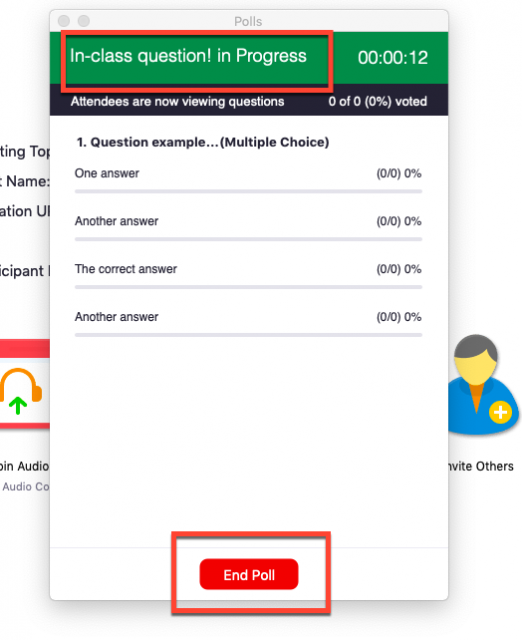 Polls
In-class question! in Progress 00:00:12
Attendees are now viewing questions 0 of 0 (0%) voted
1. Question example...(Multiple Choice)
One answer (0/0) 0%
Another answer (0/0) 0%
The correct answer (0/0) 0%
Another answer (0/0) 0%
End Poll
ting Top
t Name:
ation UI
icipant I
oin Audio
Audio Co
nvite Others